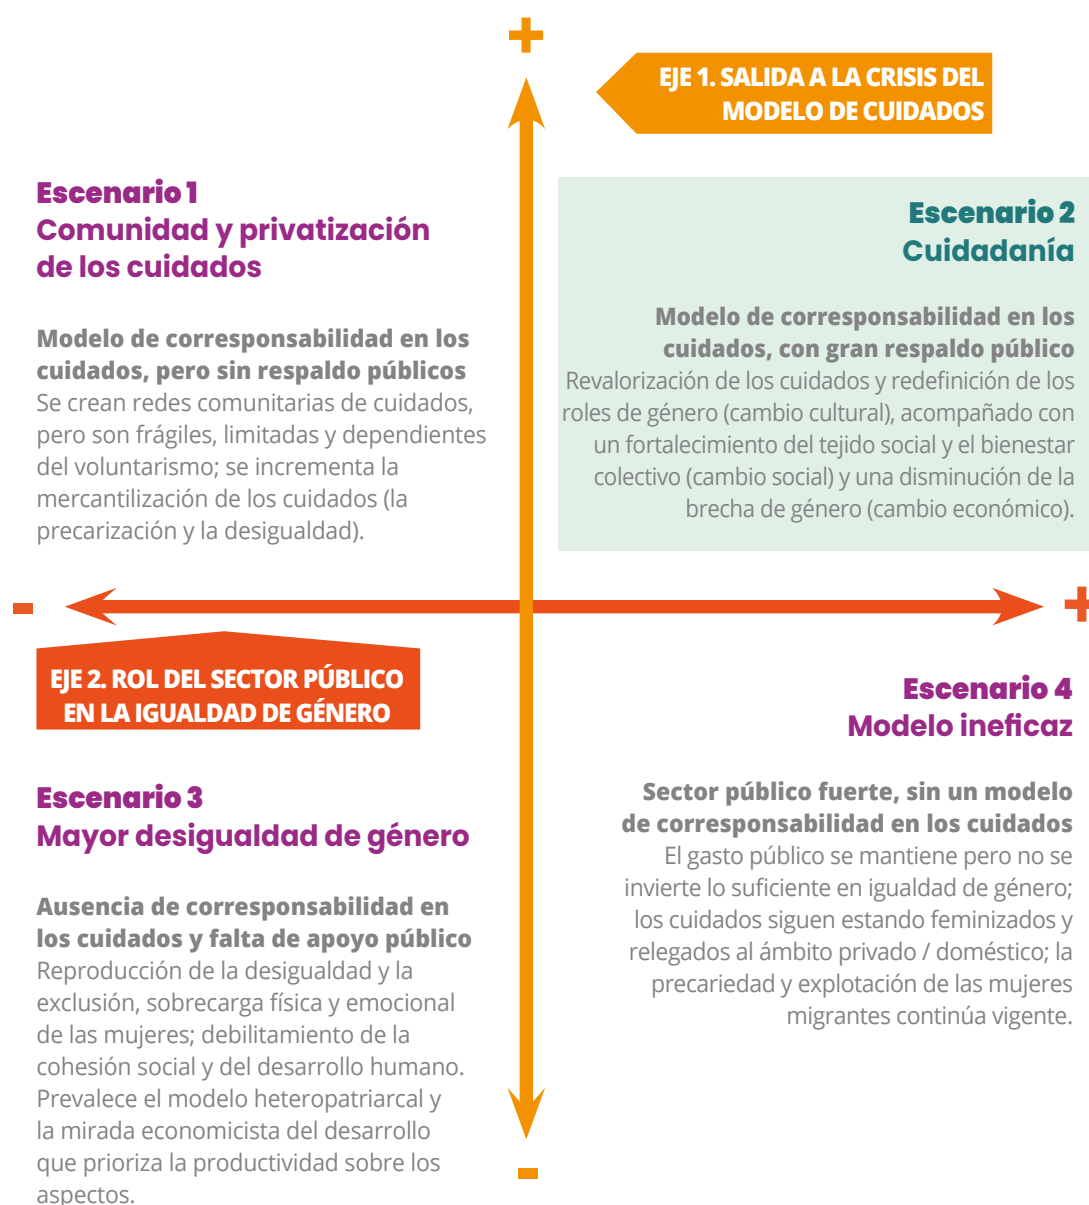 +
EJE 1. SALIDA A LA CRISIS DEL
MODELO DE CUIDADOS
Escenario 1
Comunidad y privatización
de los cuidados
Modelo de corresponsabilidad en los
cuidados, pero sin respaldo públicos
Se crean redes comunitarias de cuidados,
pero son frágiles, limitadas y dependientes
del voluntarismo; se incrementa la
mercantilización de los cuidados (la
precarización y la desigualdad).
Escenario 2
Cuidadanía
Modelo de corresponsabilidad en los
cuidados, con gran respaldo público
Revalorización de los cuidados y redefinición de los
roles de género (cambio cultural), acompañado con
un fortalecimiento del tejido social y el bienestar
colectivo (cambio social) y una disminución de la
brecha de género (cambio económico).
-
+
EJE 2. ROL DEL SECTOR PÚBLICO
EN LA IGUALDAD DE GÉNERO
Escenario 3
Mayor desigualdad de género
Ausencia de corresponsabilidad en
los cuidados y falta de apoyo público
Reproducción de la desigualdad y la
exclusión, sobrecarga física y emocional
de las mujeres; debilitamiento de la
cohesión social y del desarrollo humano.
Prevalece el modelo heteropatriarcal y
la mirada economicista del desarrollo
que prioriza la productividad sobre los
aspectos.
Escenario 4
Modelo ineficaz
Sector público fuerte, sin un modelo
de corresponsabilidad en los cuidados
El gasto público se mantiene pero no se
invierte lo suficiente en igualdad de género;
los cuidados siguen estando feminizados y
relegados al ámbito privado / doméstico; la
precariedad y explotación de las mujeres
migrantes continúa vigente.
-